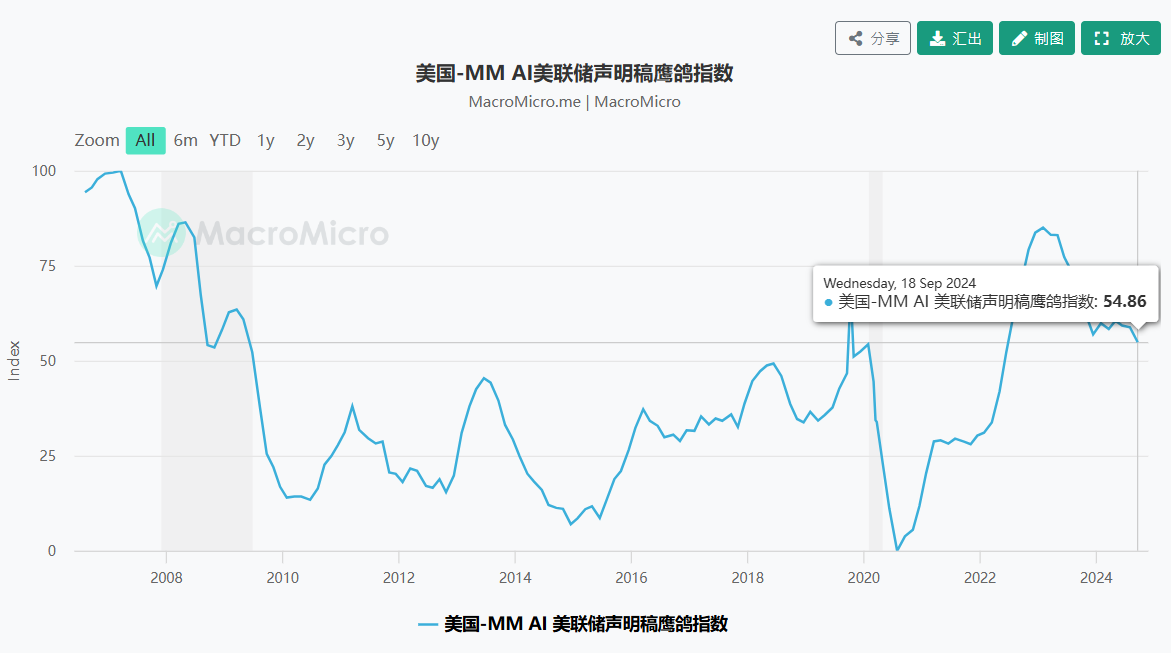 分享 汇出 制图 放大
美国-MM AI美联储声明稿鹰鸽指数
MacroMicro.me | MacroMicro
Zoom All 6m YTD 1y 2y 3y 5y 10y
100
MacroMicro
75
Wednesday, 18 Sep 2024
美国-MM AI 美联储声明稿鹰鸽指数: 54.86
50
Index
25
0
2008 2010 2012 2014 2016 2018 2020 2022 2024
美国-MM AI 美联储声明稿鹰鸽指数